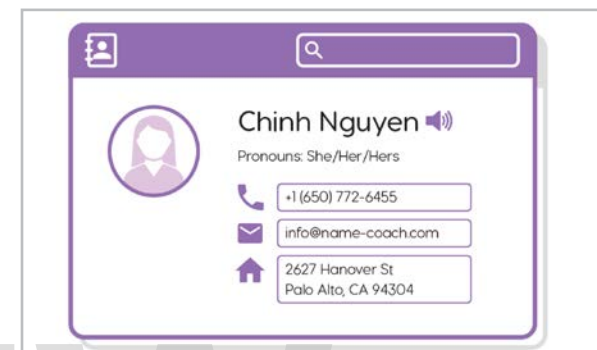 Chinh Nguyen
Pronouns: She/Her/Hers
+1 (650) 772-6455
info@name-coach.com
2627 Hanover St
Palo Alto, CA 94304